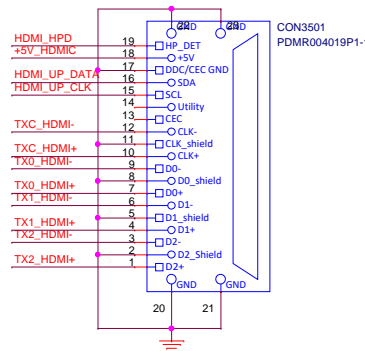 22 GND 23 GND
CON3501
PDMR004019P1-
HDMI_HPD 19 HP_DET
+5V_HDMIC 18 +5V
17 DDC/CEC GND
HDMI_UP_DATA 16 SDA
HDMI_UP_CLK 15 SCL
14 Utility
13 CEC
TXC_HDMI- 12 CLK-
11 CLK_shield
TXC_HDMI+ 10 CLK+
TX0_HDMI- 9 D0-
8 D0_shield
TX0_HDMI+ 7 D0+
TX1_HDMI- 6 D1-
5 D1_shield
TX1_HDMI+ 4 D1+
TX2_HDMI- 3 D2-
2 D2_Shield
TX2_HDMI+ 1 D2+
GND GND
20 21